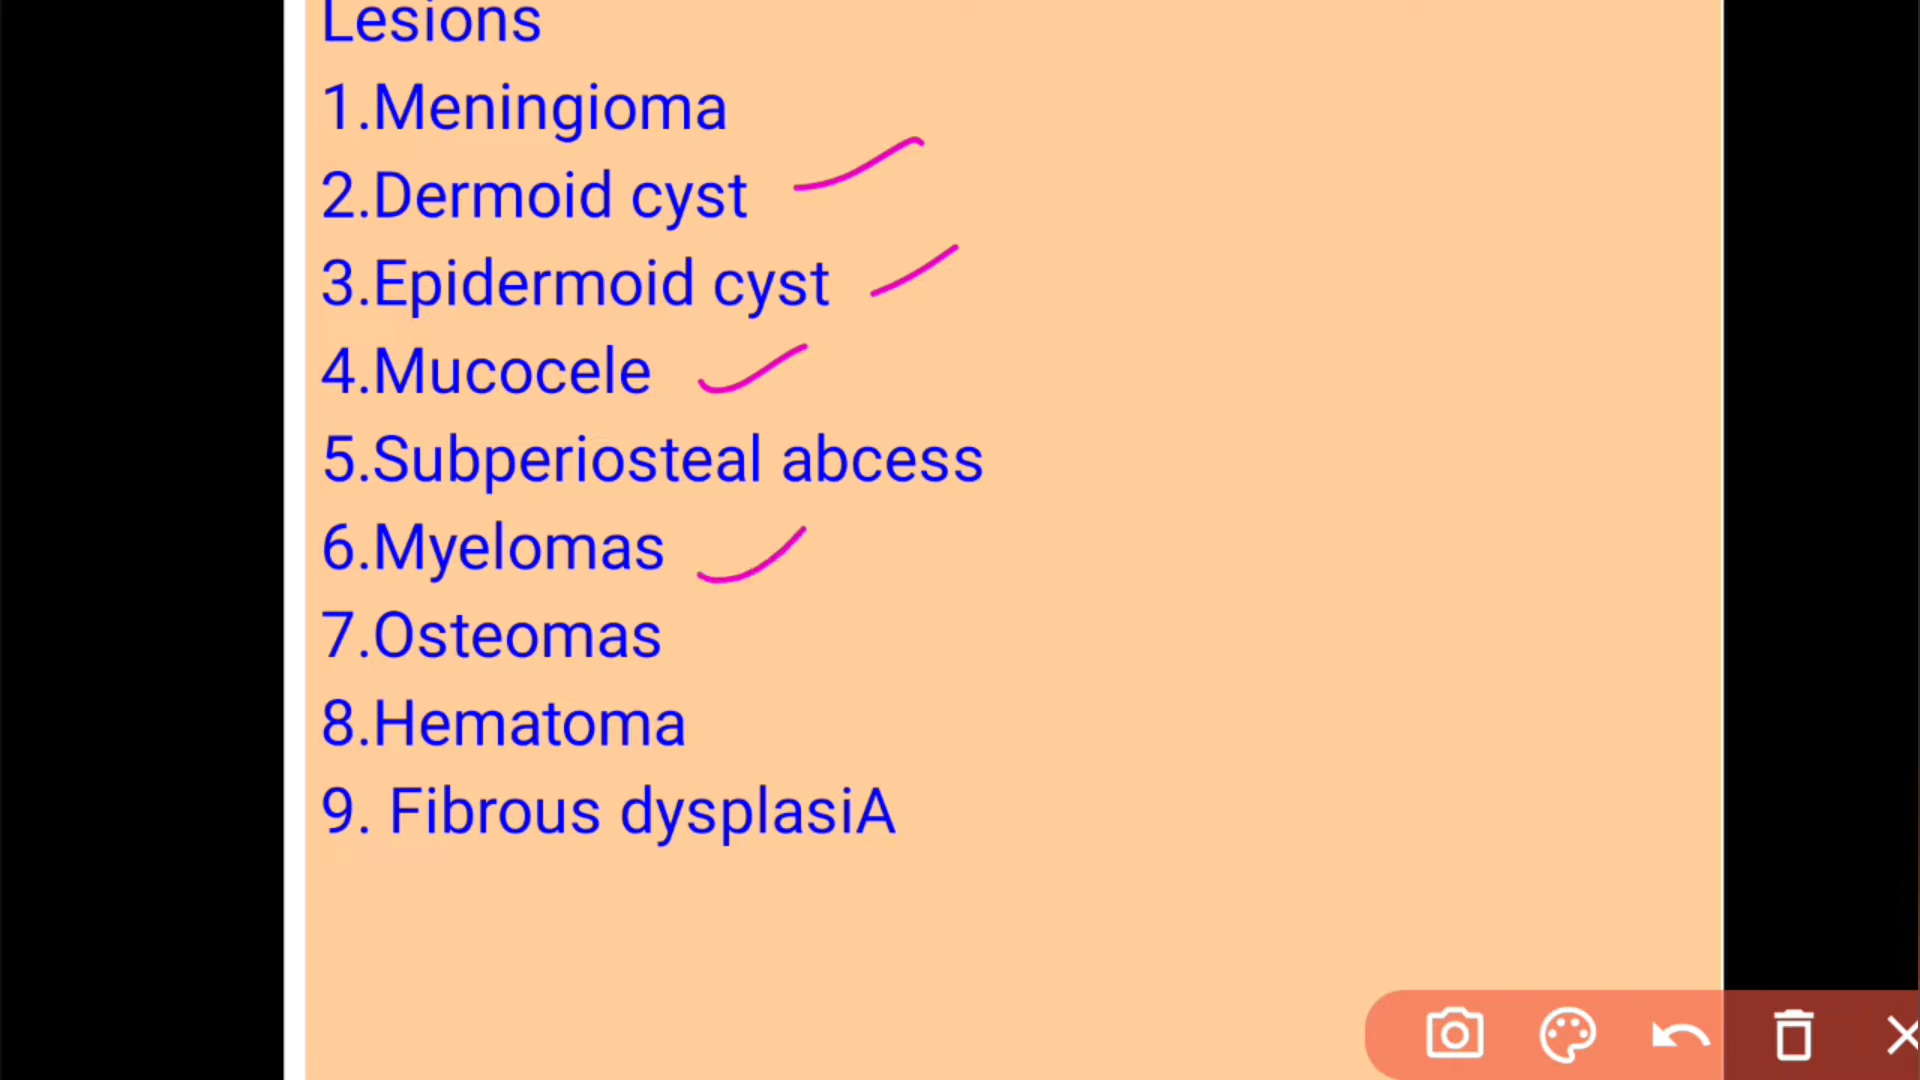 Lesions
1.Meningioma
2.Dermoid cyst
3.Epidermoid cyst
4.Mucocele
5.Subperiosteal abcess
6.Myelomas
7.Osteomas
8.Hematoma
9. Fibrous dysplasiA